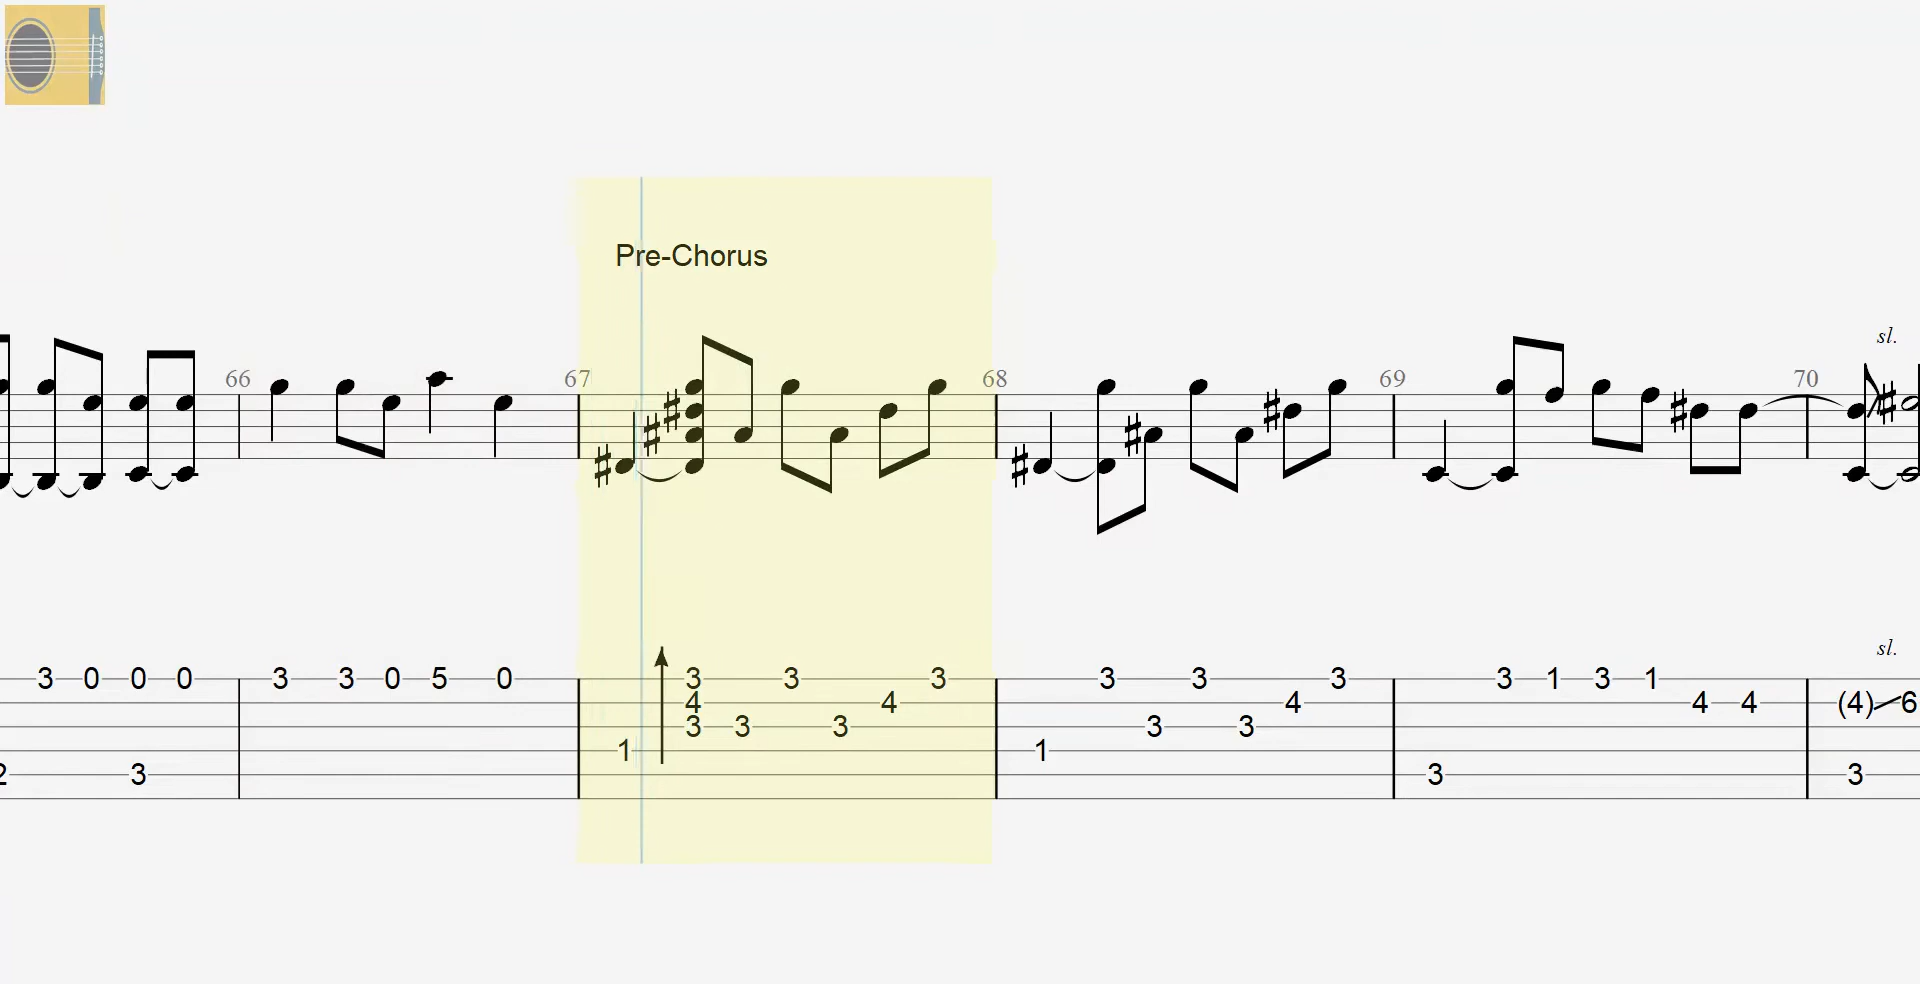 Pre-Chorus
sl.
66 67 68 69 70
sl.
3 0 0 0 3 3 0 5 0 3 3 3 3 3 3 3 1 3 1
4 4 4 4 4 (4) 6
3 3 3 3 3
1 1
2 3 3 3